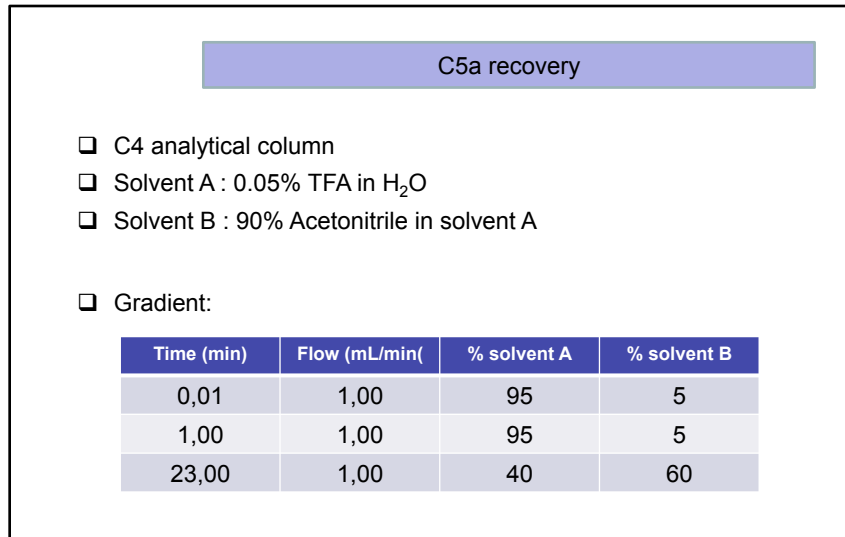 C5a recovery
❑ C4 analytical column
❑ Solvent A : 0.05% TFA in H₂O
❑ Solvent B : 90% Acetonitrile in solvent A
❑ Gradient:
Time (min) Flow (mL/min( % solvent A % solvent B
0,01 1,00 95 5
1,00 1,00 95 5
23,00 1,00 40 60